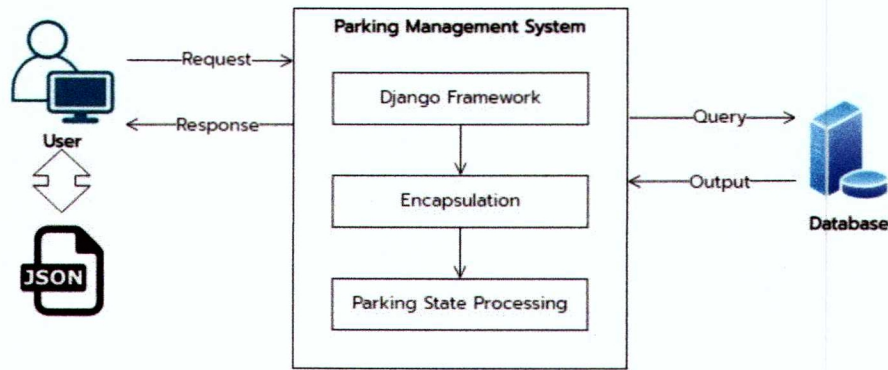 Parking Management System
Request
Django Framework
Response
Query
User
Encapsulation
Output
Database
JSON
Parking State Processing